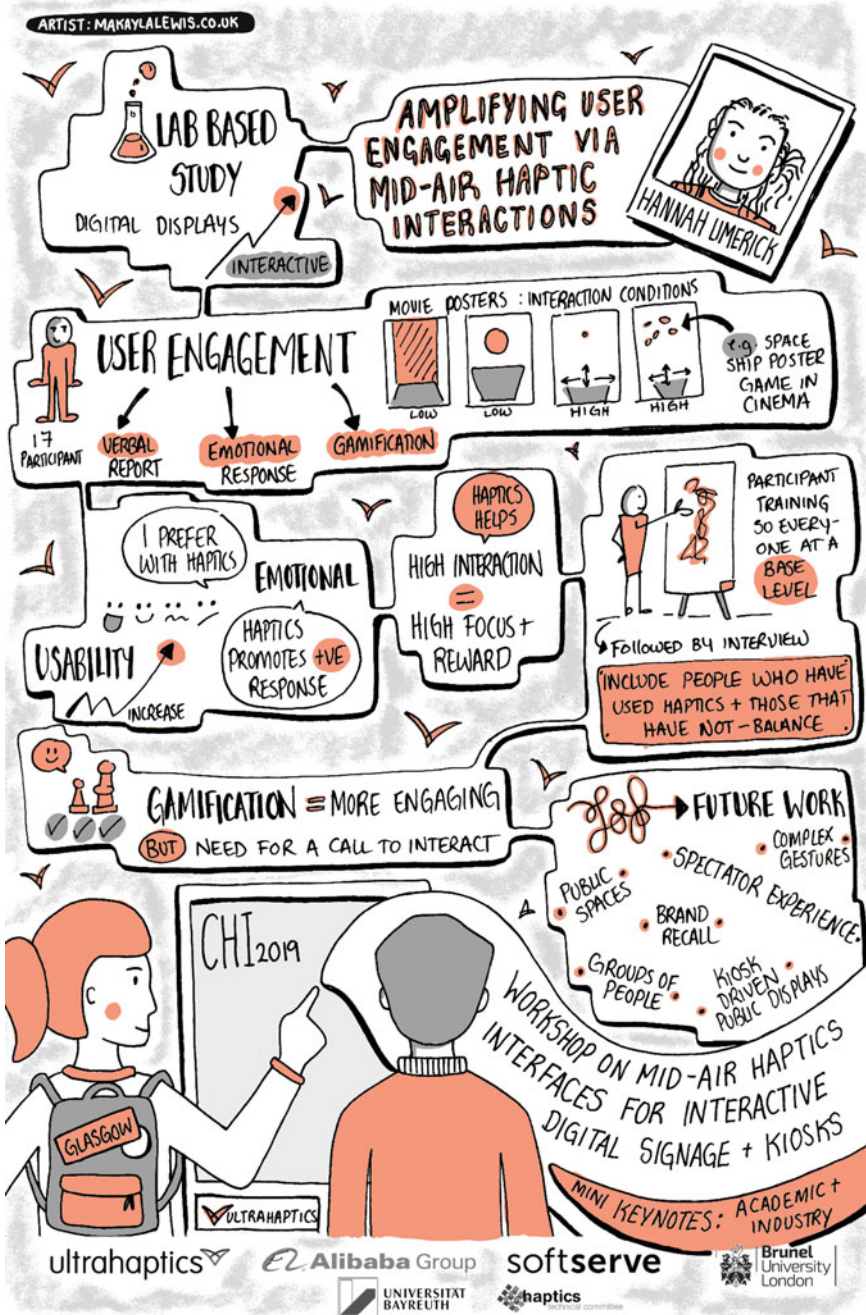 ARTIST: MAKAYLALEWIS.CO.UK
LAB BASED
STUDY
DIGITAL DISPLAYS
INTERACTIVE
AMPLIFYING USER
ENGAGEMENT VIA
MID-AIR HAPTIC
INTERACTIONS
HANNAH LIMERICK
USER ENGAGEMENT
17
PARTICIPANT
VERBAL
REPORT
EMOTIONAL
RESPONSE
GAMIFICATION
MOVIE POSTERS : INTERACTION CONDITIONS
LOW
LOW
HIGH
HIGH
e.g. SPACE
SHIP POSTER
GAME IN
CINEMA
I PREFER
WITH HAPTICS
EMOTIONAL
HAPTICS
PROMOTES +VE
RESPONSE
USABILITY
INCREASE
HAPTICS
HELPS
HIGH INTERACTION
=
HIGH FOCUS +
REWARD
PARTICIPANT
TRAINING
SO EVERY-
ONE AT A
BASE
LEVEL
FOLLOWED BY INTERVIEW
INCLUDE PEOPLE WHO HAVE
USED HAPTICS + THOSE THAT
HAVE NOT - BALANCE
GAMIFICATION = MORE ENGAGING
BUT NEED FOR A CALL TO INTERACT
FUTURE WORK
COMPLEX
GESTURES
SPECTATOR EXPERIENCE
PUBLIC
SPACES
BRAND
RECALL
GROUPS OF
PEOPLE
KIOSK
DRIVEN
PUBLIC DISPLAYS
CHI 2019
GLASGOW
ULTRAHAPTICS
WORKSHOP ON MID-AIR HAPTICS
INTERFACES FOR INTERACTIVE
DIGITAL SIGNAGE + KIOSKS
MINI KEYNOTES: ACADEMIC +
INDUSTRY
ultrahaptics
Alibaba Group
softserve
Brunel
University
London
UNIVERSITÄT
BAYREUTH
haptics
technical committee